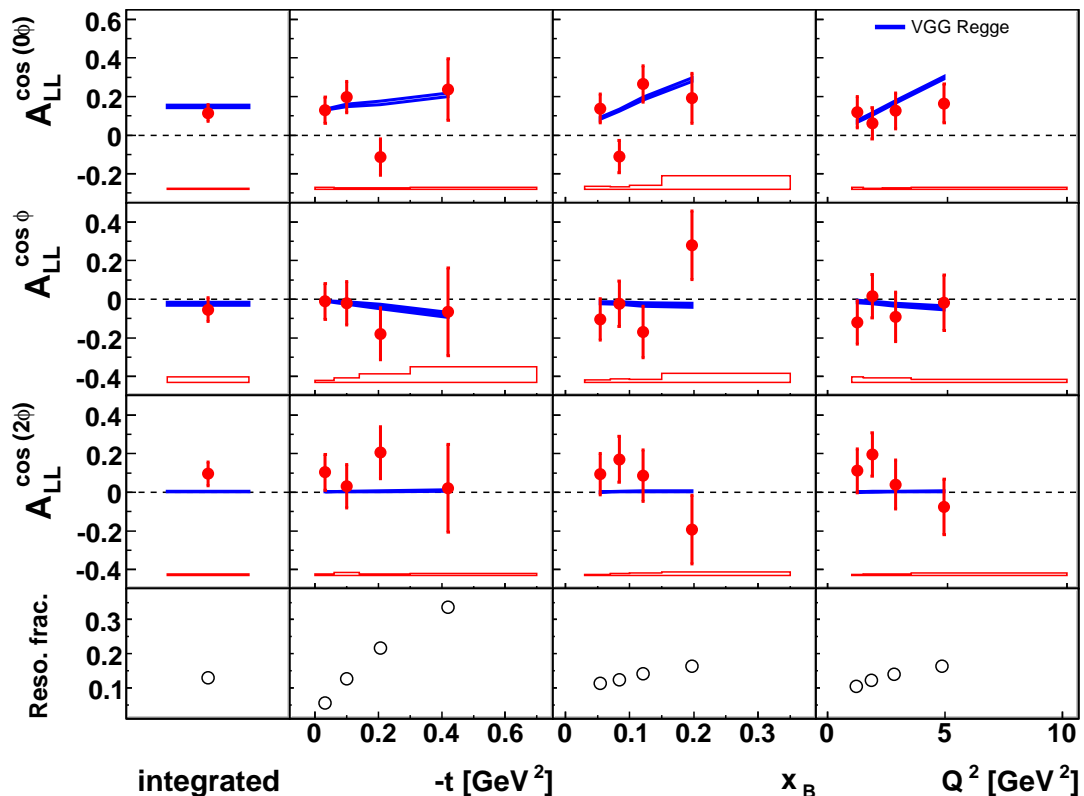 A_LL^cos (0ϕ)
0.6
0.4
0.2
0
-0.2
VGG Regge
A_LL^cos ϕ
0.4
0.2
0
-0.2
-0.4
A_LL^cos (2ϕ)
0.4
0.2
0
-0.2
-0.4
Reso. frac.
0.3
0.2
0.1
0 0.2 0.4 0.6 0 0.1 0.2 0.3 0 5 10
integrated -t [GeV²] x_B Q² [GeV²]